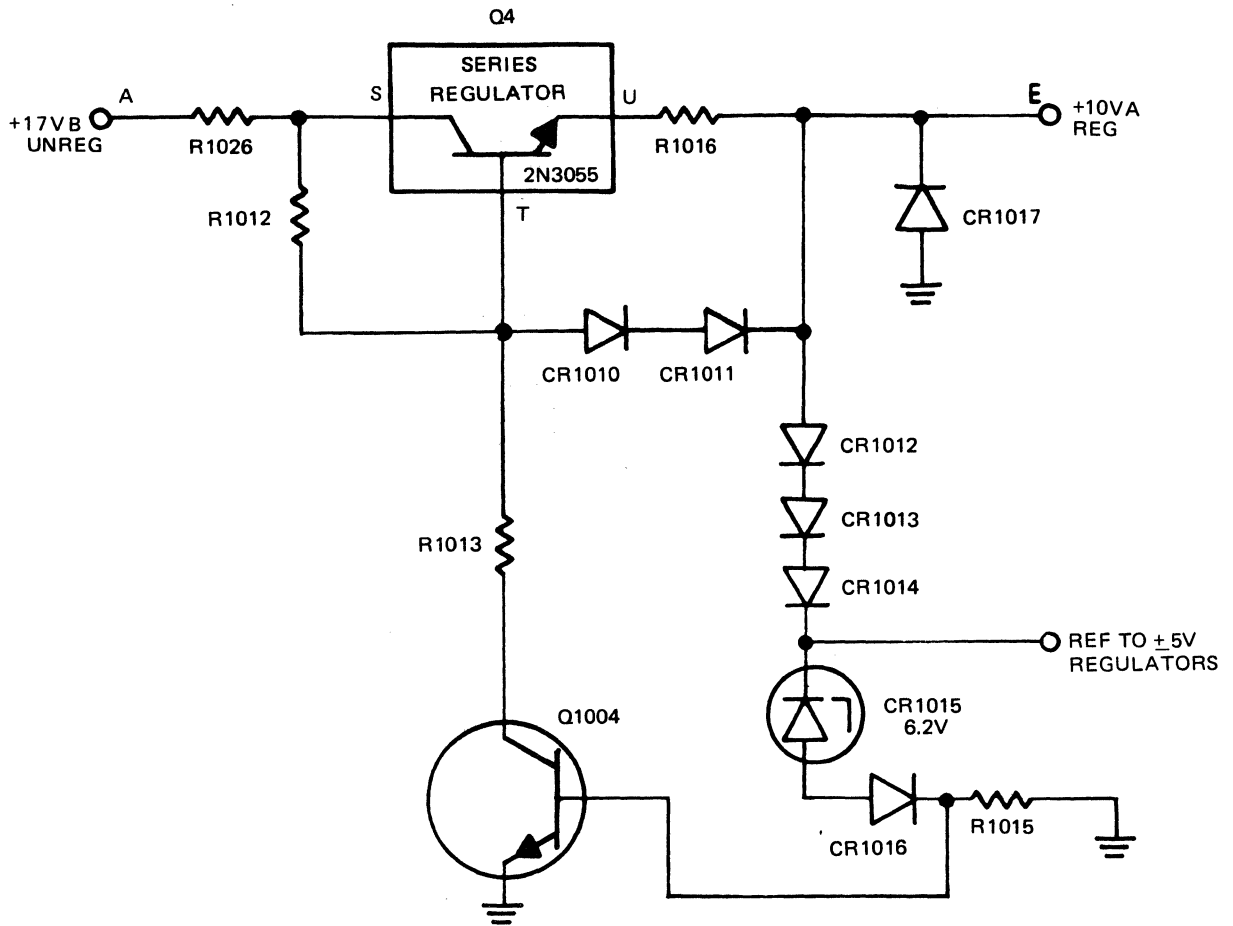 Q4
SERIES
REGULATOR
S
U
2N3055
T
A
+17VB
UNREG
R1026
R1012
R1016
E
+10VA
REG
CR1017
CR1010
CR1011
CR1012
CR1013
CR1014
R1013
REF TO ±5V
REGULATORS
CR1015
6.2V
Q1004
CR1016
R1015